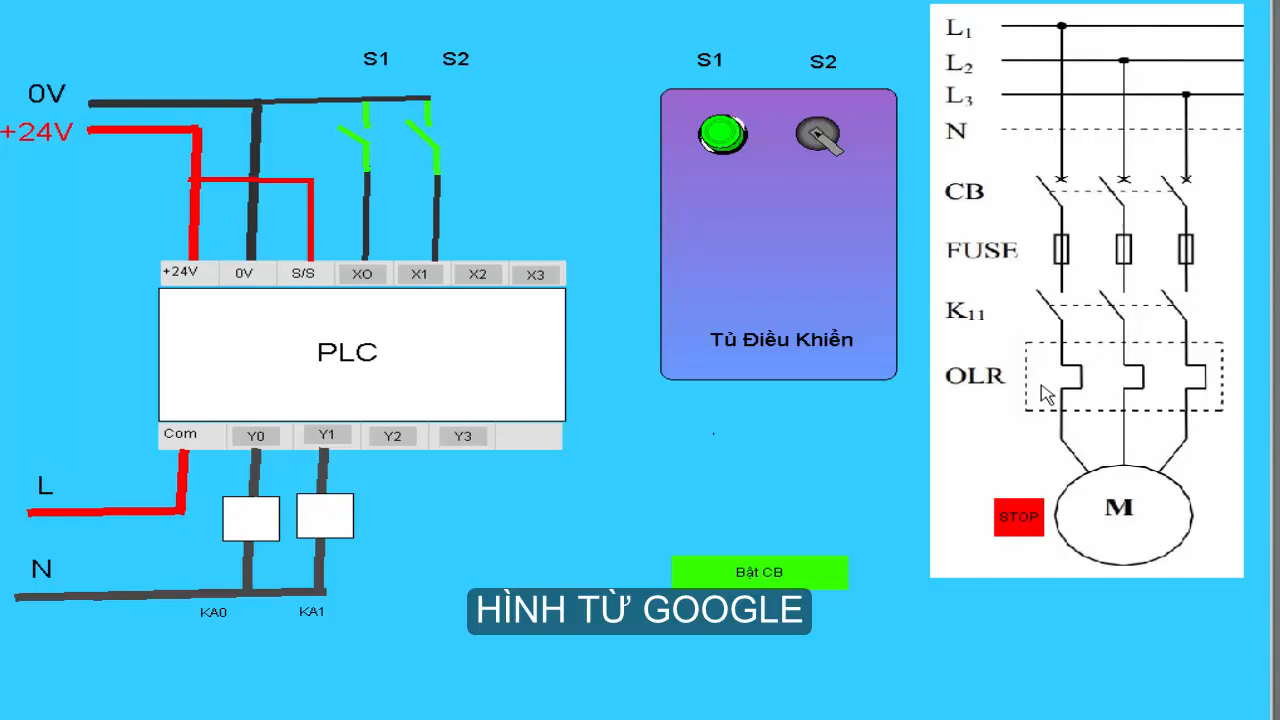 S1 S2
0V
+24V
+24V 0V S/S XO X1 X2 X3
PLC
Com Y0 Y1 Y2 Y3
L
N
KA0 KA1
S1 S2
Tủ Điều Khiển
Bật CB
HÌNH TỪ GOOGLE
L1
L2
L3
N
CB
FUSE
K11
OLR
M
STOP